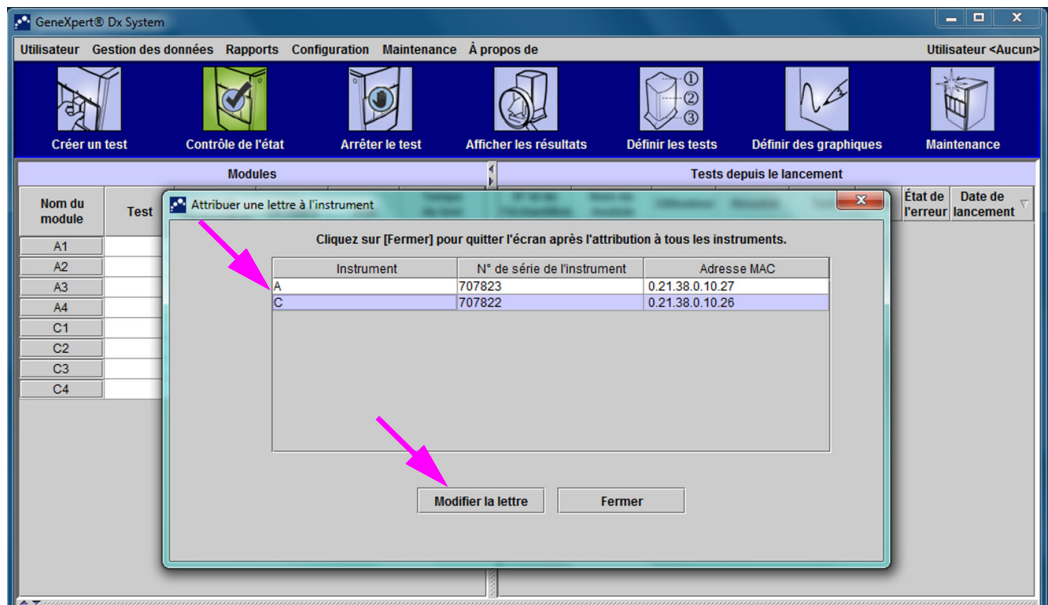 GeneXpert® Dx System
Utilisateur Gestion des données Rapports Configuration Maintenance À propos de Utilisateur <Aucun>
Créer un test Contrôle de l'état Arrêter le test Afficher les résultats Définir les tests Définir des graphiques Maintenance
①
②
③
Modules Tests depuis le lancement
Nom du module Test État de l'erreur Date de lancement
Attribuer une lettre à l'instrument
Cliquez sur [Fermer] pour quitter l'écran après l'attribution à tous les instruments.
Instrument N° de série de l'instrument Adresse MAC
A 707823 0.21.38.0.10.27
C 707822 0.21.38.0.10.26
A1
A2
A3
A4
C1
C2
C3
C4
Modifier la lettre Fermer